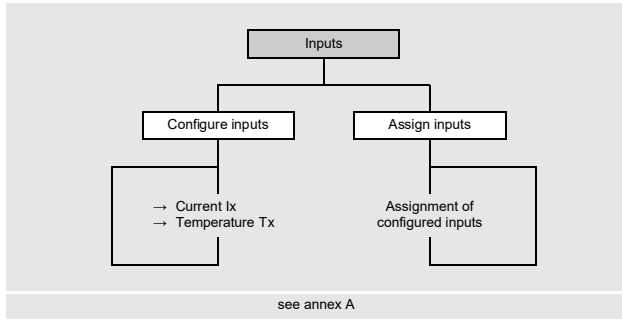 Inputs
Configure inputs
Assign inputs
→ Current Ix
→ Temperature Tx
Assignment of
configured inputs
see annex A